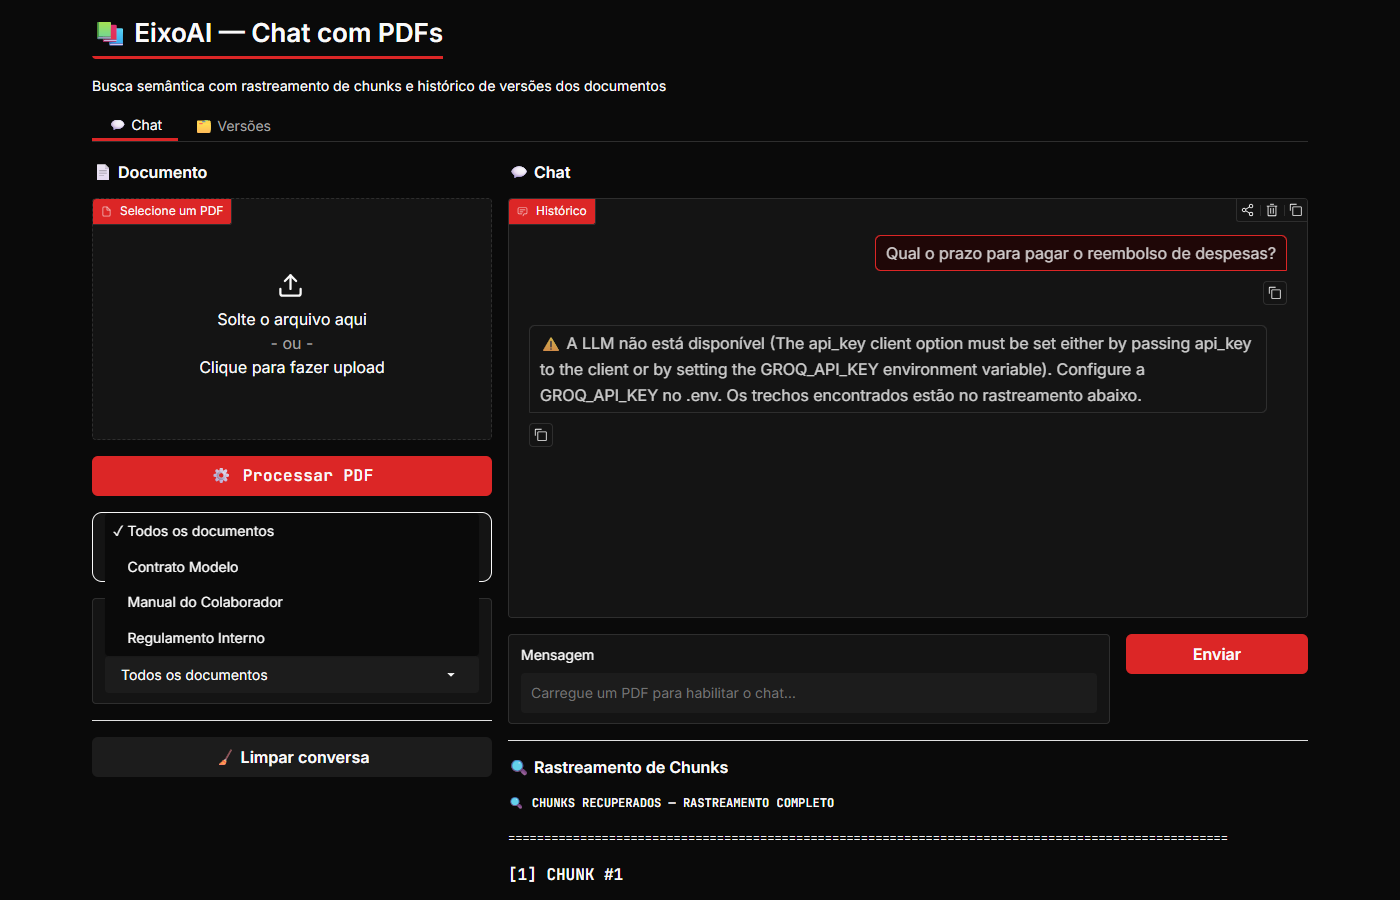 EixoAI — Chat com PDFs
Busca semântica com rastreamento de chunks e histórico de versões dos documentos
Chat
Versões
Documento
Selecione um PDF
Solte o arquivo aqui
- ou -
Clique para fazer upload
Processar PDF
✓ Todos os documentos
Contrato Modelo
Manual do Colaborador
Regulamento Interno
Todos os documentos
Limpar conversa
Chat
Histórico
Qual o prazo para pagar o reembolso de despesas?
A LLM não está disponível (The api_key client option must be set either by passing api_key
to the client or by setting the GROQ_API_KEY environment variable). Configure a
GROQ_API_KEY no .env. Os trechos encontrados estão no rastreamento abaixo.
Mensagem
Carregue um PDF para habilitar o chat...
Enviar
Rastreamento de Chunks
CHUNKS RECUPERADOS — RASTREAMENTO COMPLETO
====================================================================================================
[1] CHUNK #1